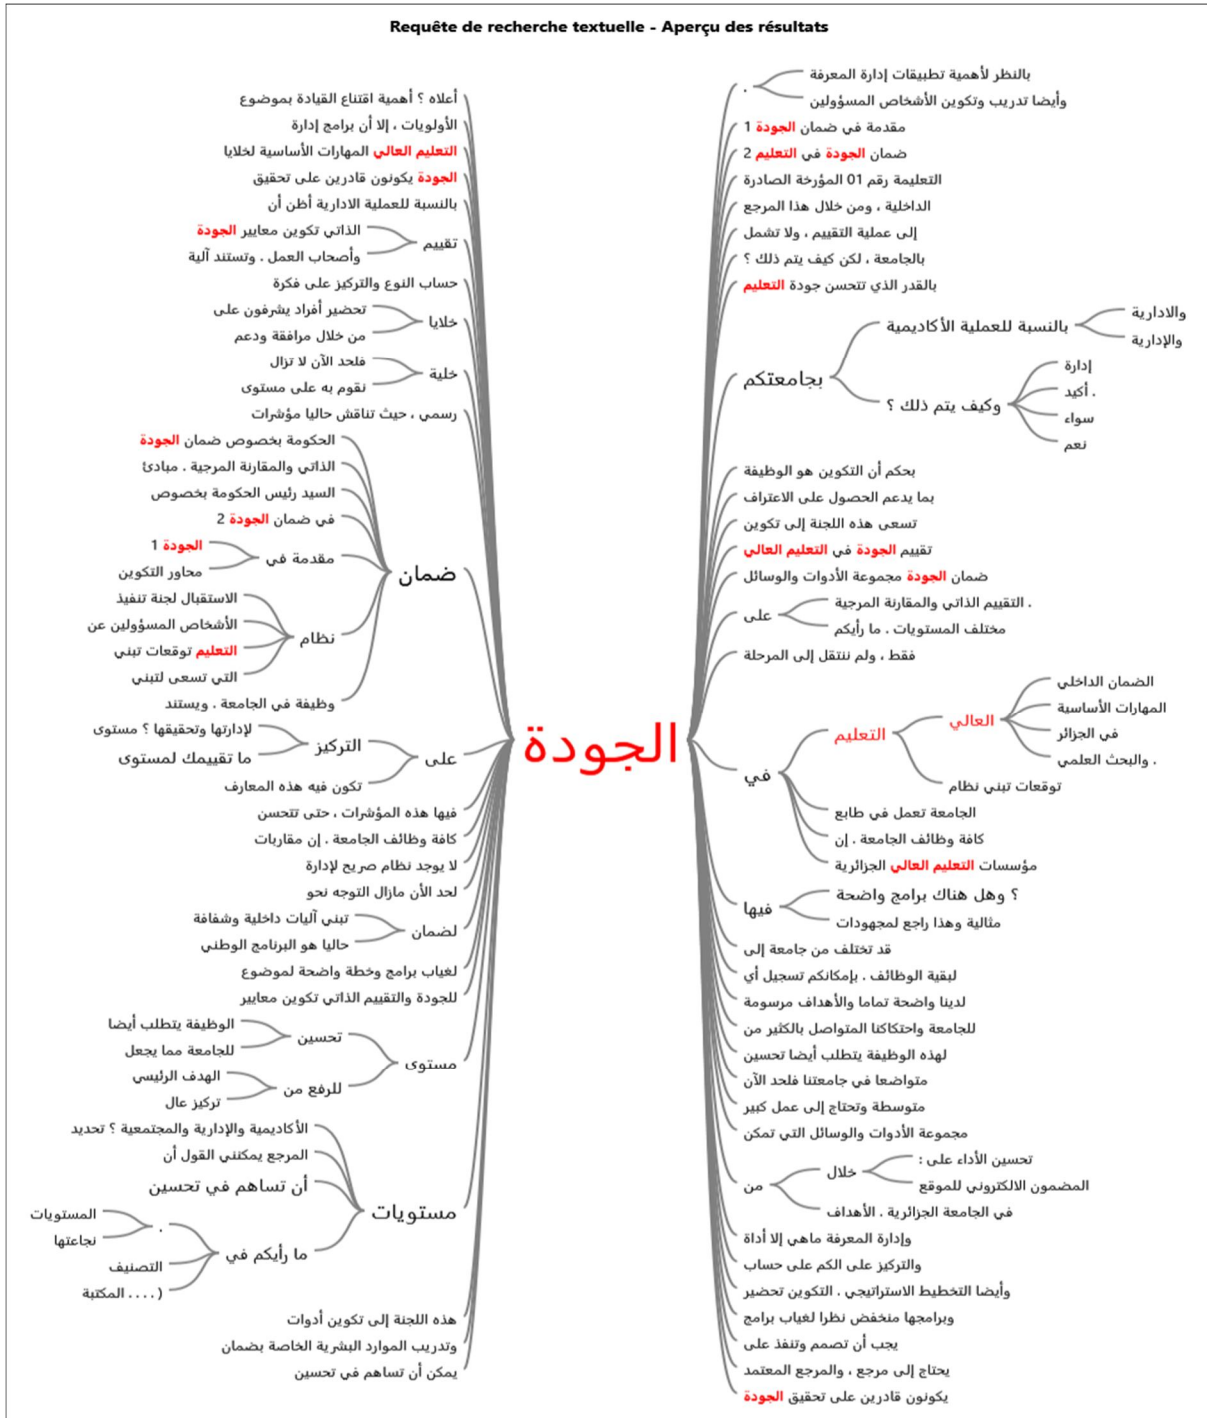 Requête de recherche textuelle - Aperçu des résultats
بالنظر لأهمية تطبيقات إدارة المعرفة
.
وأيضا تدريب وتكوين الأشخاص المسؤولين
مقدمة في ضمان الجودة 1
ضمان الجودة في التعليم 2
التعليمة رقم 01 المؤرخة الصادرة
الداخلية ، ومن خلال هذا المرجع
إلى عملية التقييم ، ولا تشمل
بالجامعة ، لكن كيف يتم ذلك ؟
بالقدر الذي تتحسن جودة التعليم
بجامعتكم
بالنسبة للعملية الأكاديمية
والادارية
والإدارية
وكيف يتم ذلك ؟
إدارة
. أكيد
سواء
نعم
بحكم أن التكوين هو الوظيفة
بما يدعم الحصول على الاعتراف
تسعى هذه اللجنة إلى تكوين
تقييم الجودة في التعليم العالي
ضمان الجودة مجموعة الأدوات والوسائل
على
. التقييم الذاتي والمقارنة المرجية
مختلف المستويات . ما رأيكم
فقط ، ولم ننتقل إلى المرحلة
الجودة
في
التعليم
العالي
الضمان الداخلي
المهارات الأساسية
في الجزائر
. والبحث العلمي
توقعات تبني نظام
الجامعة تعمل في طابع
كافة وظائف الجامعة . إن
مؤسسات التعليم العالي الجزائرية
فيها
؟ وهل هناك برامج واضحة
مثالية وهذا راجع لمجهودات
قد تختلف من جامعة إلى
لبقية الوظائف . بإمكانكم تسجيل أي
لدينا واضحة تماما والأهداف مرسومة
للجامعة واحتكاكنا المتواصل بالكثير من
لهذه الوظيفة يتطلب أيضا تحسين
متواضعا في جامعتنا فلحد الآن
متوسطة وتحتاج إلى عمل كبير
مجموعة الأدوات والوسائل التي تمكن
من
خلال
تحسين الأداء على :
المضمون الالكتروني للموقع
في الجامعة الجزائرية . الأهداف
وإدارة المعرفة ماهي إلا أداة
والتركيز على الكم على حساب
وأيضا التخطيط الاستراتيجي . التكوين تحضير
وبرامجها منخفض نظرا لغياب برامج
يجب أن تصمم وتنفذ على
يحتاج إلى مرجع ، والمرجع المعتمد
يكونون قادرين على تحقيق الجودة
أعلاه ؟ أهمية اقتناع القيادة بموضوع
الأولويات ، إلا أن برامج إدارة
التعليم العالي المهارات الأساسية لخلايا
الجودة يكونون قادرين على تحقيق
بالنسبة للعملية الادارية أظن أن
تقييم
الذاتي تكوين معايير الجودة
وأصحاب العمل . وتستند آلية
حساب النوع والتركيز على فكرة
خلايا
تحضير أفراد يشرفون على
من خلال مرافقة ودعم
خلية
فلحد الآن لا تزال
نقوم به على مستوى
رسمي ، حيث تناقش حاليا مؤشرات
ضمان
الحكومة بخصوص ضمان الجودة
الذاتي والمقارنة المرجية . مبادئ
السيد رئيس الحكومة بخصوص
في ضمان الجودة 2
مقدمة في
الجودة 1
محاور التكوين
نظام
الاستقبال لجنة تنفيذ
الأشخاص المسؤولين عن
التعليم توقعات تبني
التي تسعى لتبني
وظيفة في الجامعة . ويستند
على
التركيز
لإدارتها وتحقيقها ؟ مستوى
ما تقييمك لمستوى
تكون فيه هذه المعارف
فيها هذه المؤشرات ، حتى تتحسن
كافة وظائف الجامعة . إن مقاربات
لا يوجد نظام صريح لإدارة
لحد الأن مازال التوجه نحو
لضمان
تبني آليات داخلية وشفافة
حاليا هو البرنامج الوطني
لغياب برامج وخطة واضحة لموضوع
للجودة والتقييم الذاتي تكوين معايير
مستوى
تحسين
الوظيفة يتطلب أيضا
للجامعة مما يجعل
للرفع من
الهدف الرئيسي
تركيز عال
مستويات
الأكاديمية والإدارية والمجتمعية ؟ تحديد
المرجع يمكنني القول أن
أن تساهم في تحسين
ما رأيكم في
.
المستويات
نجاعتها
التصنيف
( . . . . المكتبة
هذه اللجنة إلى تكوين أدوات
وتدريب الموارد البشرية الخاصة بضمان
يمكن أن تساهم في تحسين